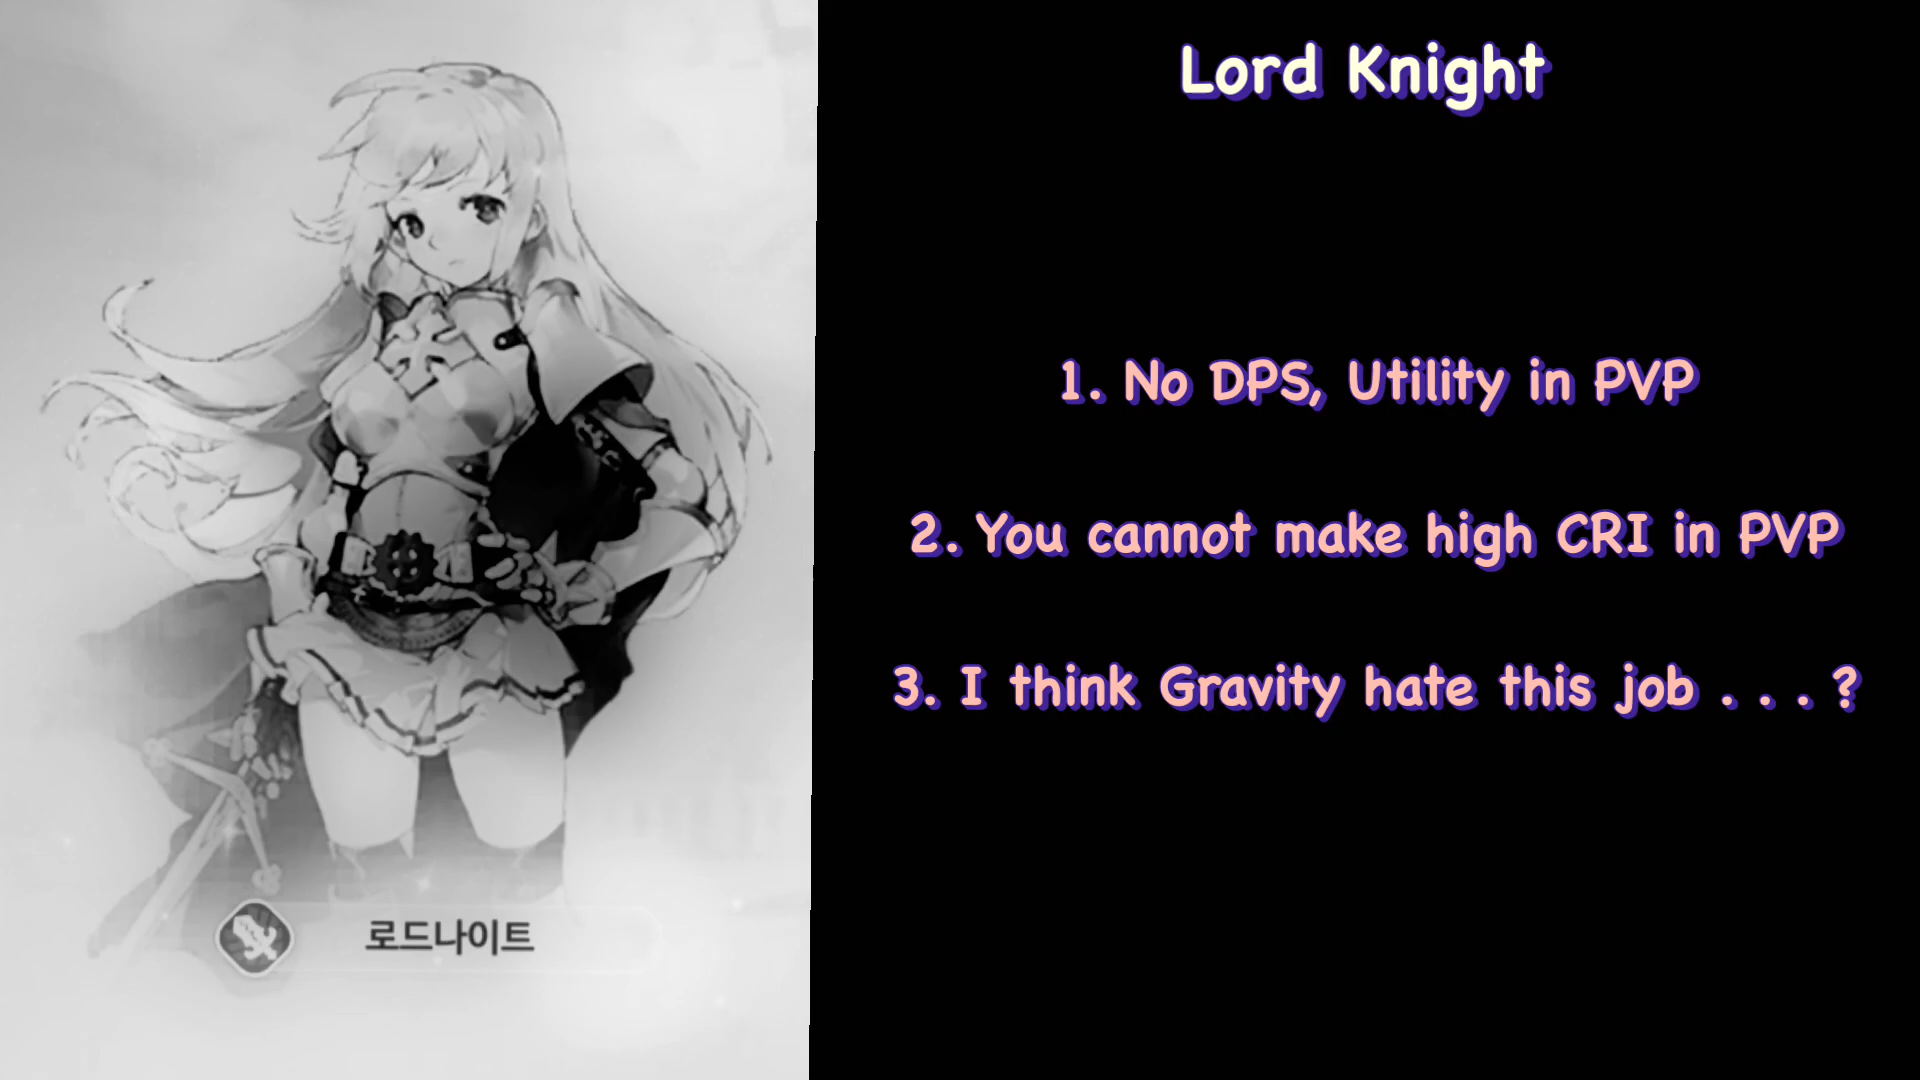 Lord Knight
1. No DPS, Utility in PVP
2. You cannot make high CRI in PVP
3. I think Gravity hate this job . . . ?
로드나이트